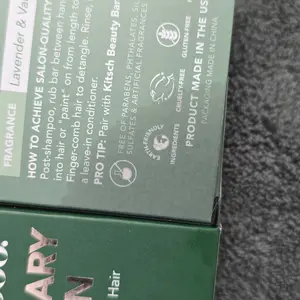 FRAGRANCE
Lavender & Va
HOW TO ACHIEVE SALON-QUALITY
Post-shampoo, rub bar between han
into hair or "paint" on from length to
Finger-comb hair to detangle. Rinse,
a leave-in conditioner.
PRO TIP: Pair with Kitsch Beauty Bar
FREE OF PARABENS, PHTHALATES, SIL
SULFATES & ARTIFICIAL FRAGRANCES
EARTH-FRIENDLY
INGREDIENTS
CRUELTY-FREE
GLUTEN-FREE
PRODUCT MADE IN THE US
PACKAGING MADE IN CHINA
oo.
ARY
N
Hair